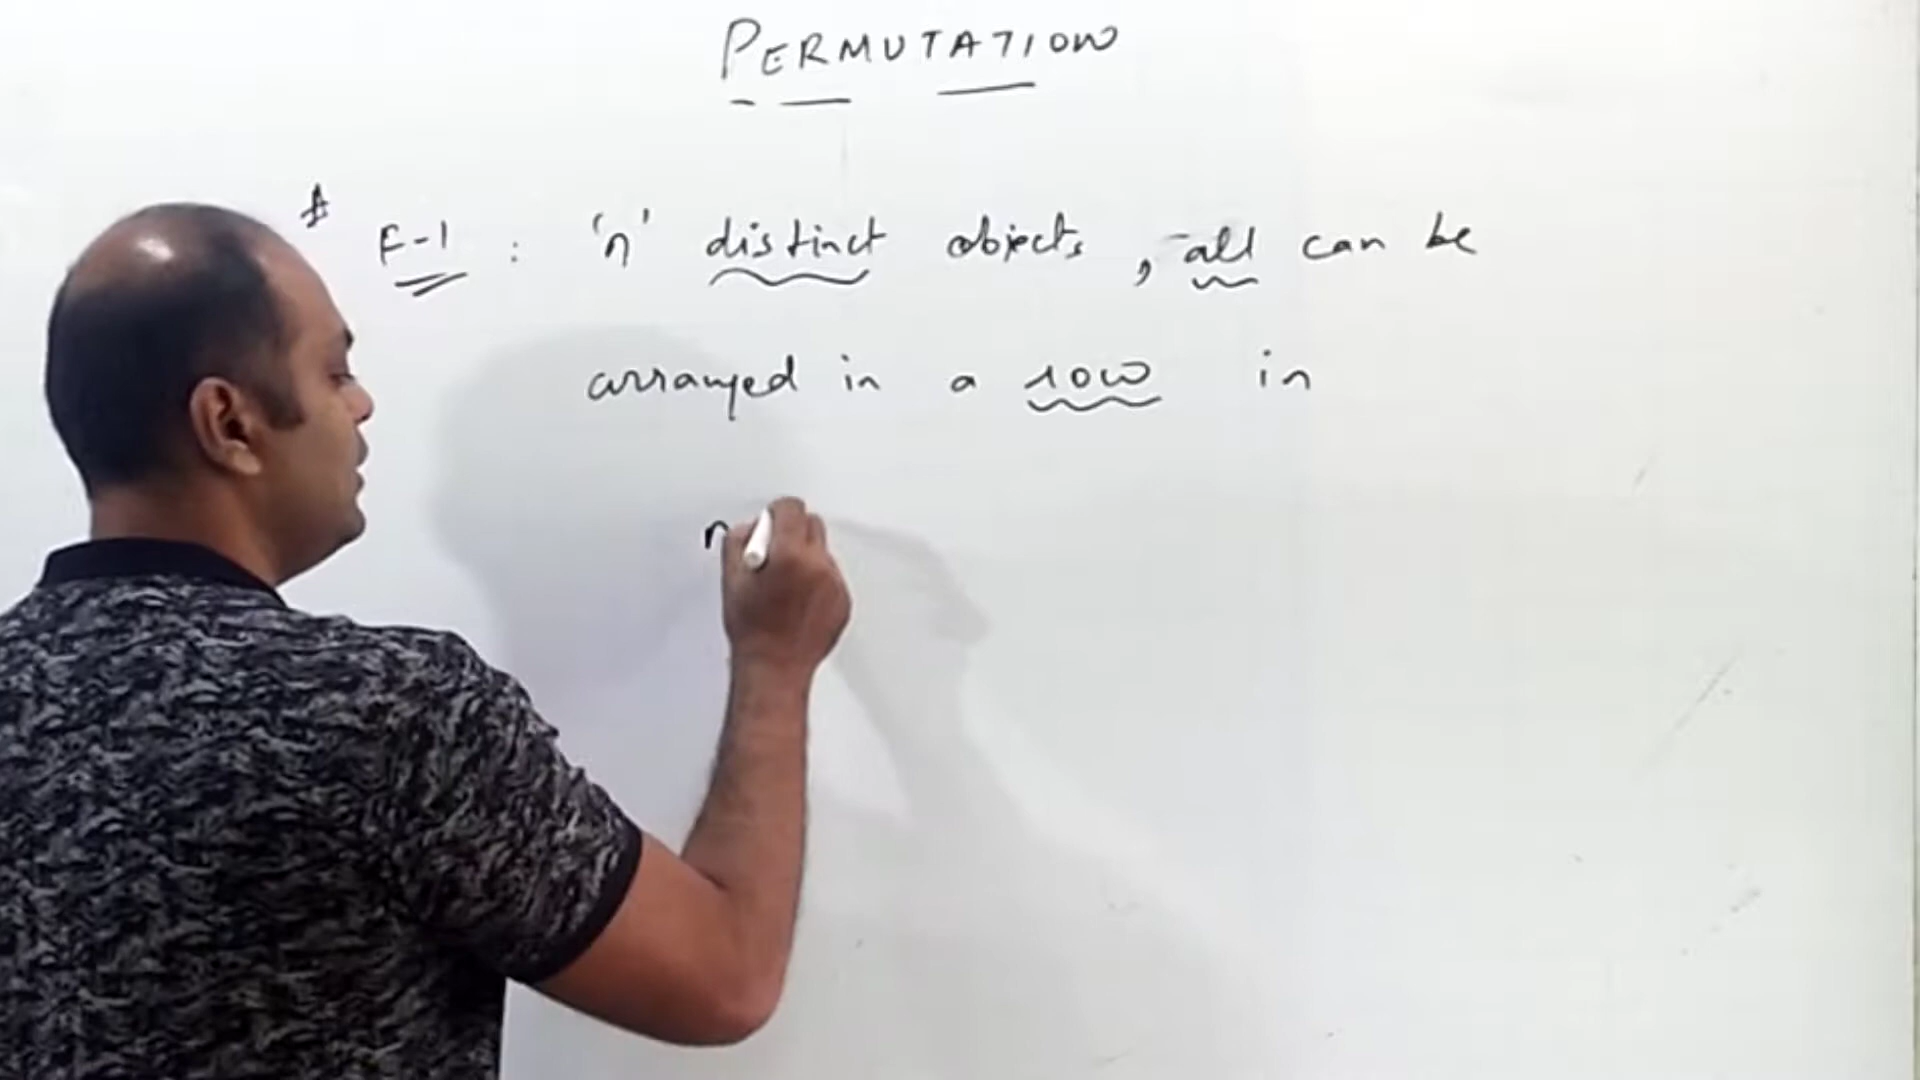 PERMUTATION
F-1 : 'n' distinct objects, all can be
arranged in a row in
n